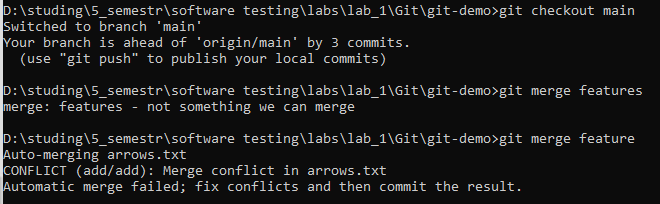 D:\studing\5_semestr\software testing\labs\lab_1\Git\git-demo>git checkout main
Switched to branch 'main'
Your branch is ahead of 'origin/main' by 3 commits.
  (use "git push" to publish your local commits)
D:\studing\5_semestr\software testing\labs\lab_1\Git\git-demo>git merge features
merge: features - not something we can merge
D:\studing\5_semestr\software testing\labs\lab_1\Git\git-demo>git merge feature
Auto-merging arrows.txt
CONFLICT (add/add): Merge conflict in arrows.txt
Automatic merge failed; fix conflicts and then commit the result.